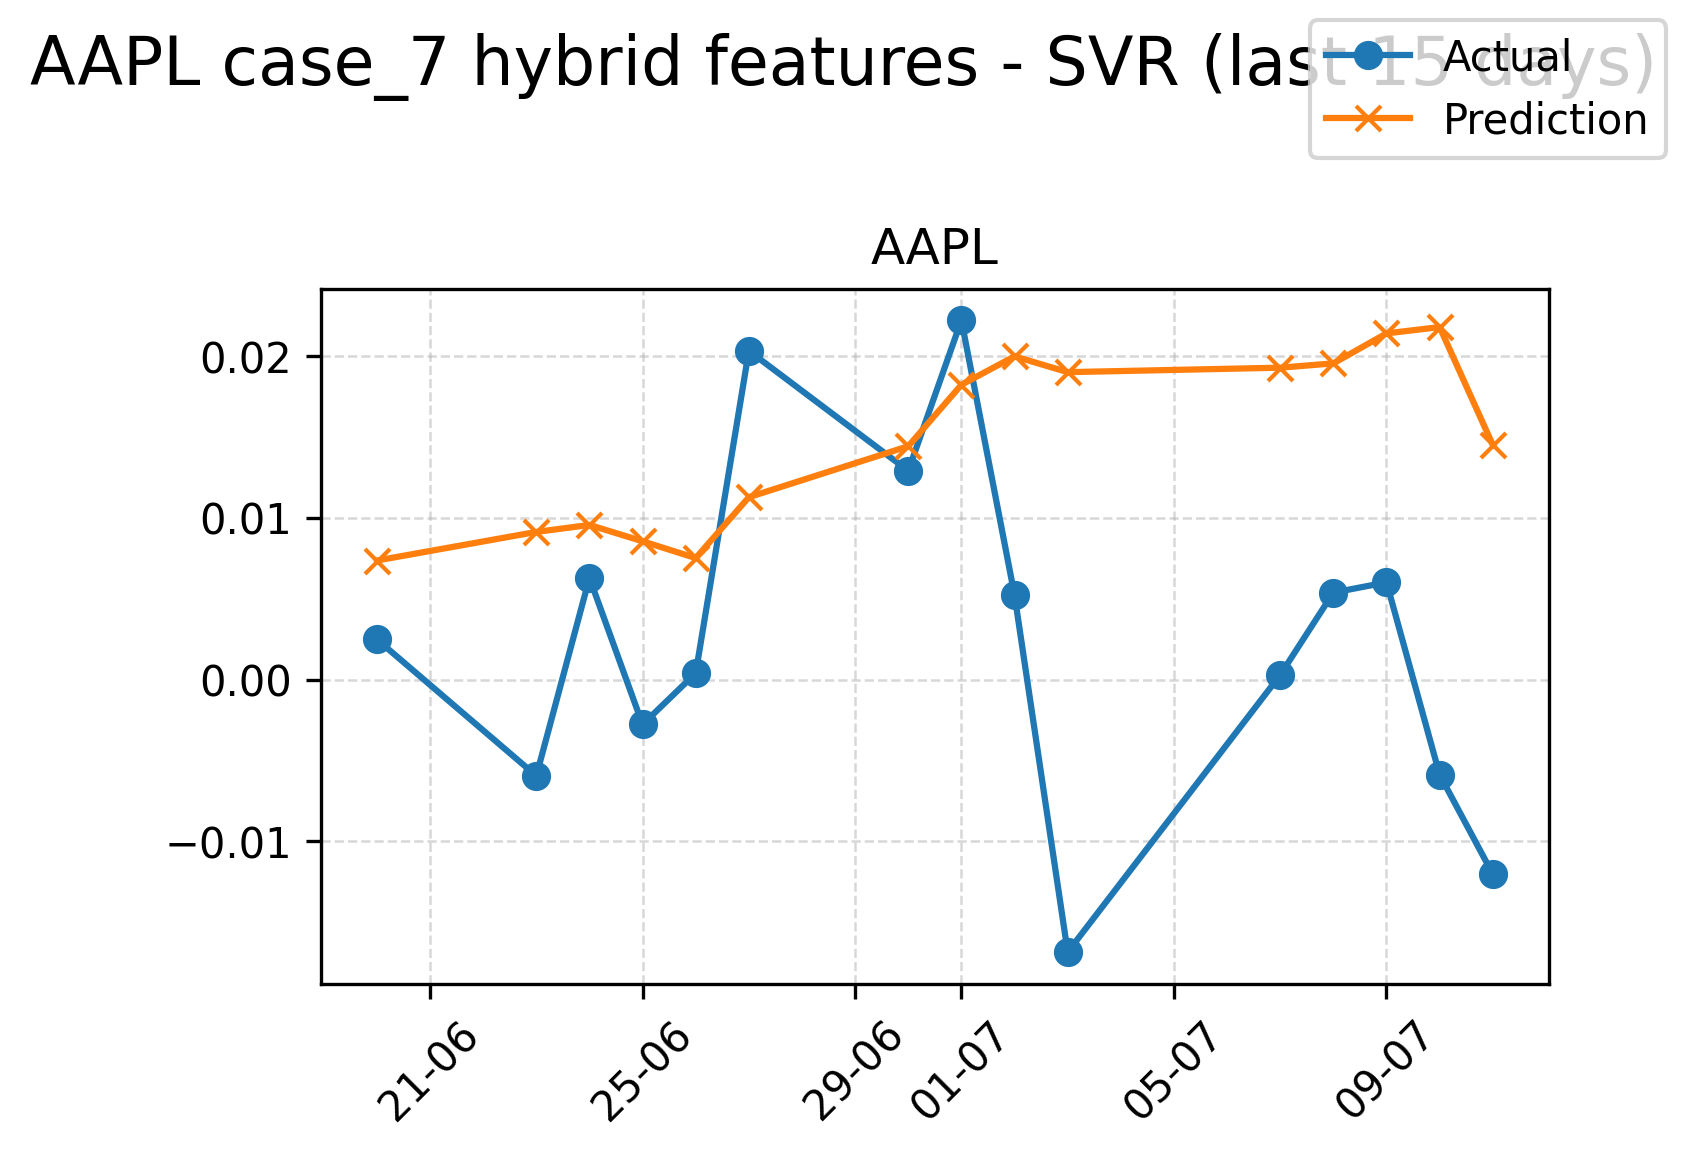 AAPL case_7 hybrid features - SVR (last 15 days)
Actual
Prediction
AAPL
0.02
0.01
0.00
−0.01
21-06
25-06
29-06
01-07
05-07
09-07